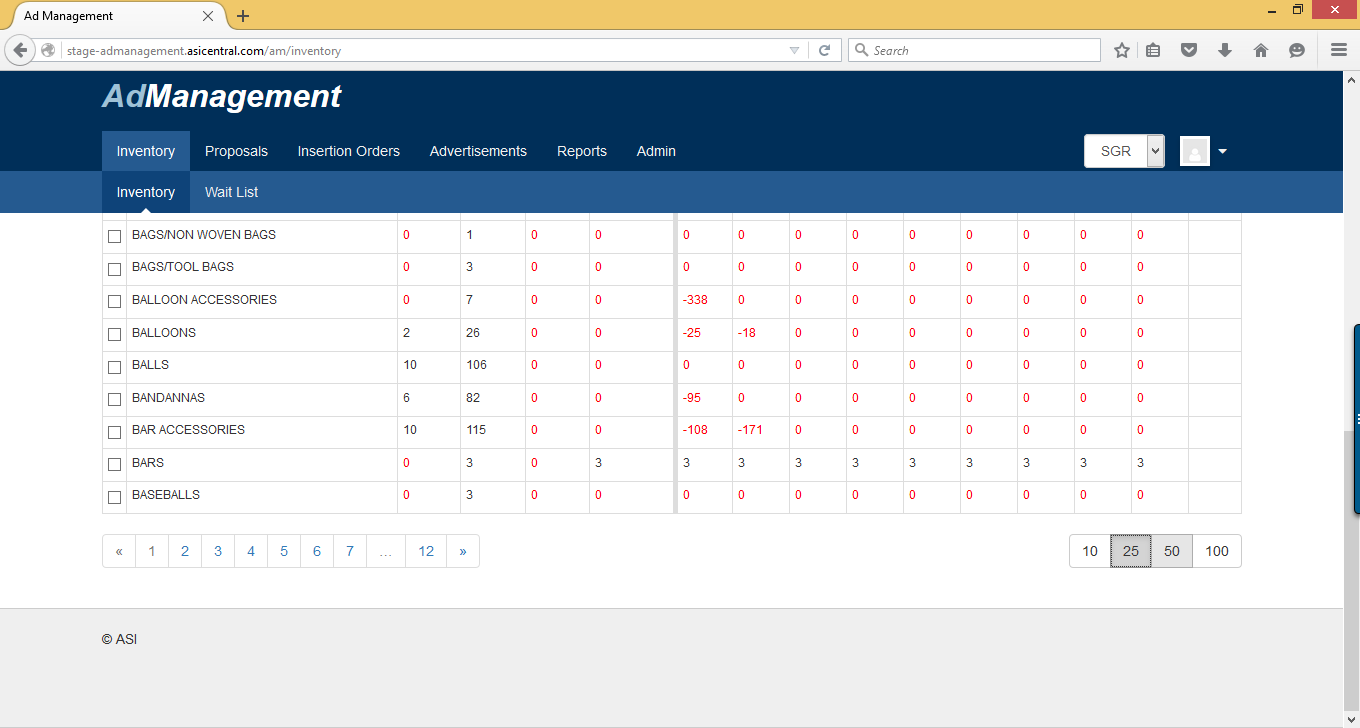 Ad Management
stage-admanagement.asicentral.com/am/inventory
Search
AdManagement
Inventory Proposals Insertion Orders Advertisements Reports Admin SGR
Inventory Wait List
BAGS/NON WOVEN BAGS 0 1 0 0 0 0 0 0 0 0 0 0 0
BAGS/TOOL BAGS 0 3 0 0 0 0 0 0 0 0 0 0 0
BALLOON ACCESSORIES 0 7 0 0 -338 0 0 0 0 0 0 0 0
BALLOONS 2 26 0 0 -25 -18 0 0 0 0 0 0 0
BALLS 10 106 0 0 0 0 0 0 0 0 0 0 0
BANDANNAS 6 82 0 0 -95 0 0 0 0 0 0 0 0
BAR ACCESSORIES 10 115 0 0 -108 -171 0 0 0 0 0 0 0
BARS 0 3 0 3 3 3 3 3 3 3 3 3 3
BASEBALLS 0 3 0 0 0 0 0 0 0 0 0 0 0
« 1 2 3 4 5 6 7 ... 12 » 10 25 50 100
© ASI